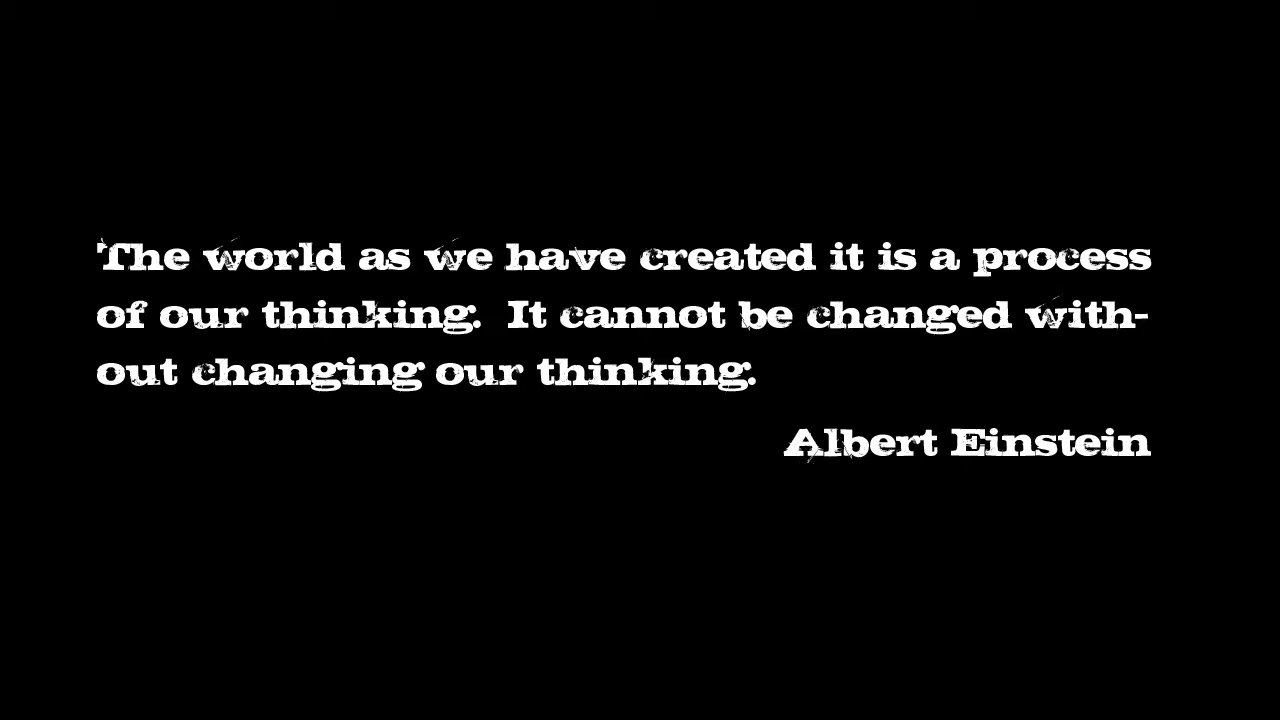 The world as we have created it is a process
of our thinking.  It cannot be changed with-
out changing our thinking.
Albert Einstein